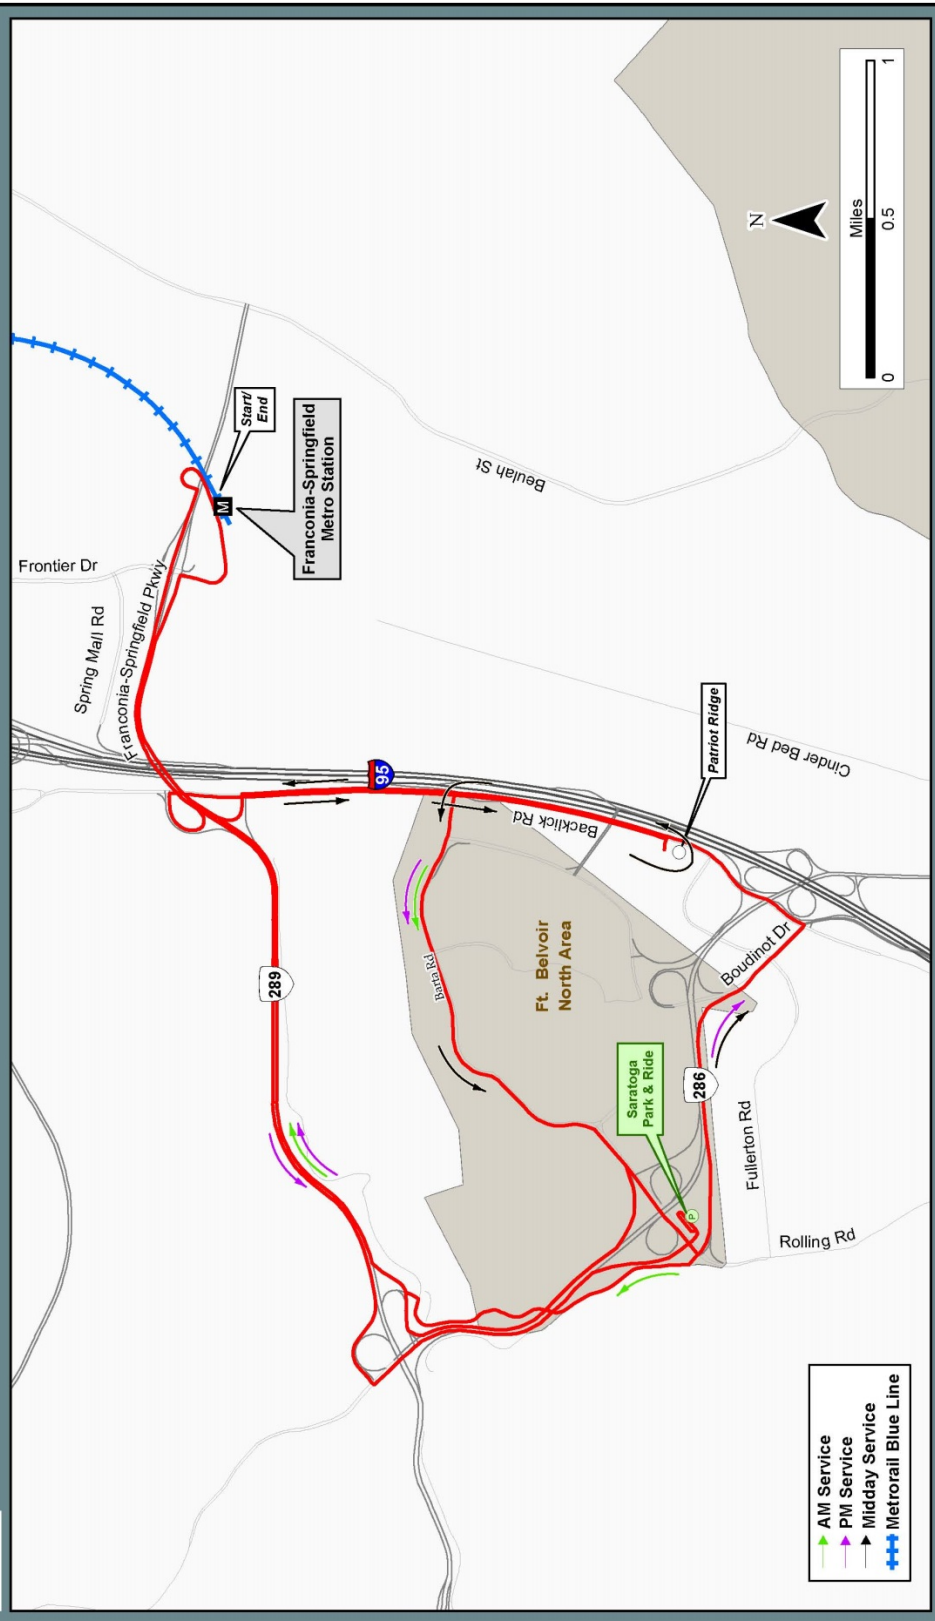 Frontier Dr
Spring Mall Rd
Franconia-Springfield Pkwy
Start/
End
M
Franconia-Springfield
Metro Station
Beulah St
N
Miles
0
0.5
1
95
Backlick Rd
Cinder Bed Rd
Patriot Ridge
289
Barta Rd
Ft. Belvoir
North Area
Boudinot Dr
286
Saratoga
Park & Ride
P
Fullerton Rd
Rolling Rd
AM Service
PM Service
Midday Service
Metrorail Blue Line